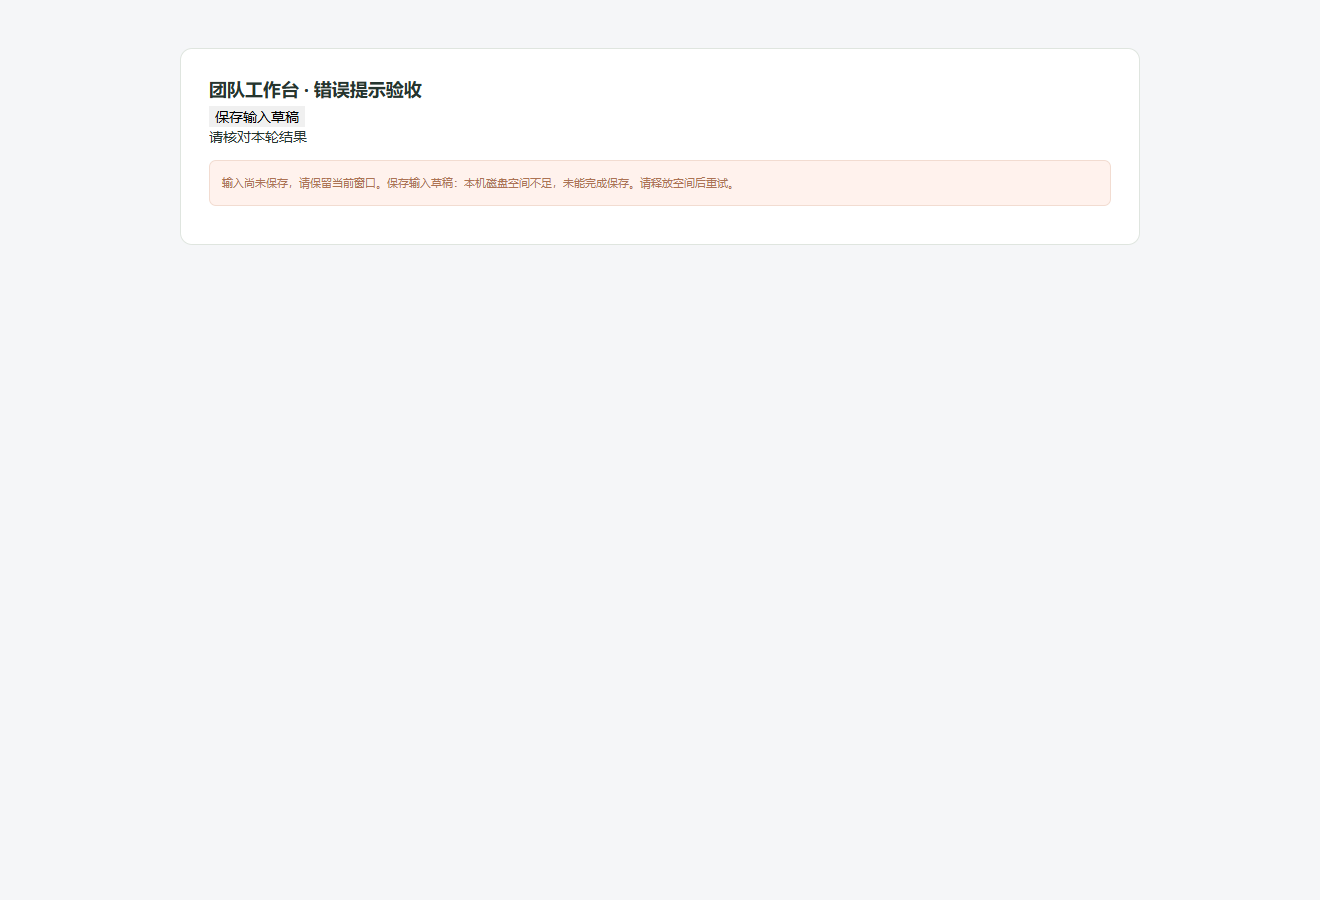 团队工作台 · 错误提示验收
保存输入草稿
请核对本轮结果
输入尚未保存，请保留当前窗口。保存输入草稿：本机磁盘空间不足，未能完成保存。请释放空间后重试。